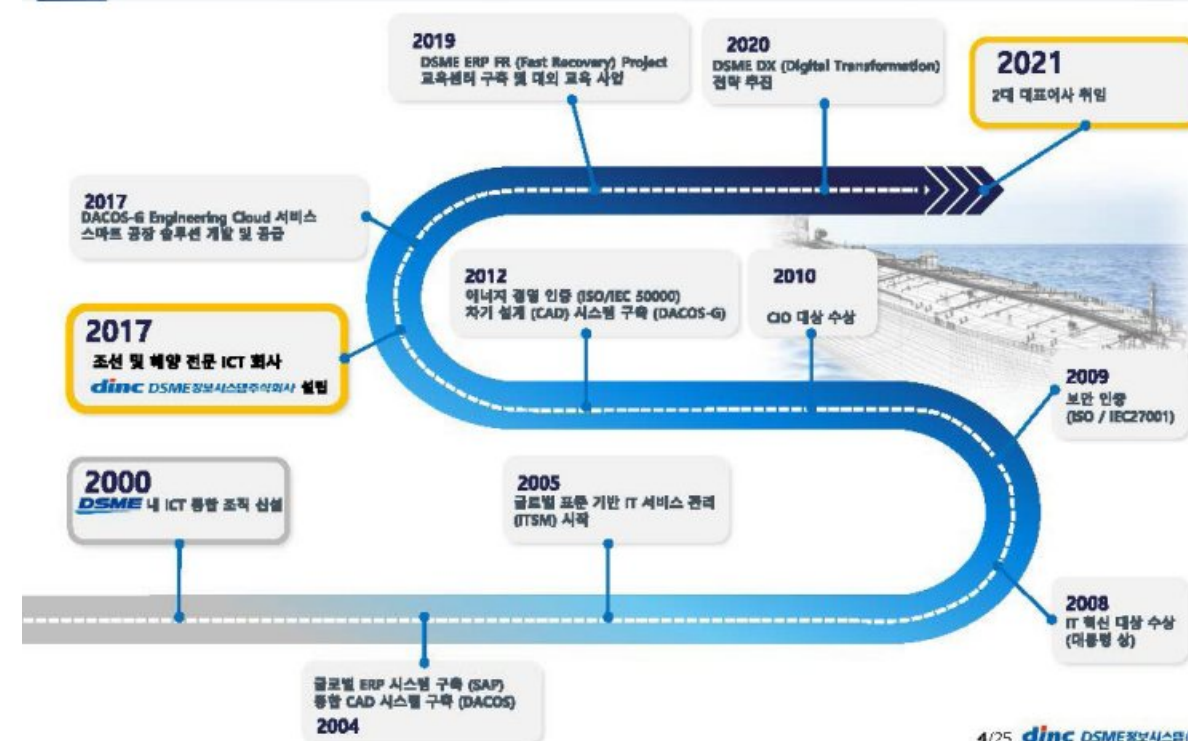 2019
DSME ERP FR (Fast Recovery) Project
교육센터 구축 및 대외 교육 사업
2020
DSME DX (Digital Transformation)
전략 추진
2021
2대 대표이사 취임
2017
DACOS-G Engineering Cloud 서비스
스마트 공장 솔루션 개발 및 공급
2012
에너지 경영 인증 (ISO/IEC 50000)
차기 설계 (CAD) 시스템 구축 (DACOS-G)
2010
CIO 대상 수상
2017
조선 및 해양 전문 ICT 회사
dinc DSME정보시스템주식회사 설립
2009
보안 인증
(ISO / IEC27001)
2000
DSME 내 ICT 통합 조직 신설
2005
글로벌 표준 기반 IT 서비스 관리
(ITSM) 시작
2008
IT 혁신 대상 수상
(대통령 상)
글로벌 ERP 시스템 구축 (SAP)
통합 CAD 시스템 구축 (DACOS)
2004
4/25 dinc DSME정보시스템